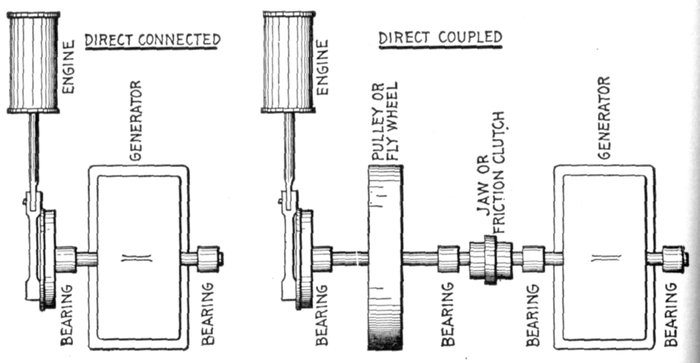 DIRECT CONNECTED
ENGINE
GENERATOR
BEARING
BEARING
DIRECT COUPLED
ENGINE
PULLEY OR
FLY WHEEL
JAW OR
FRICTION CLUTCH
GENERATOR
BEARING
BEARING
BEARING
BEARING